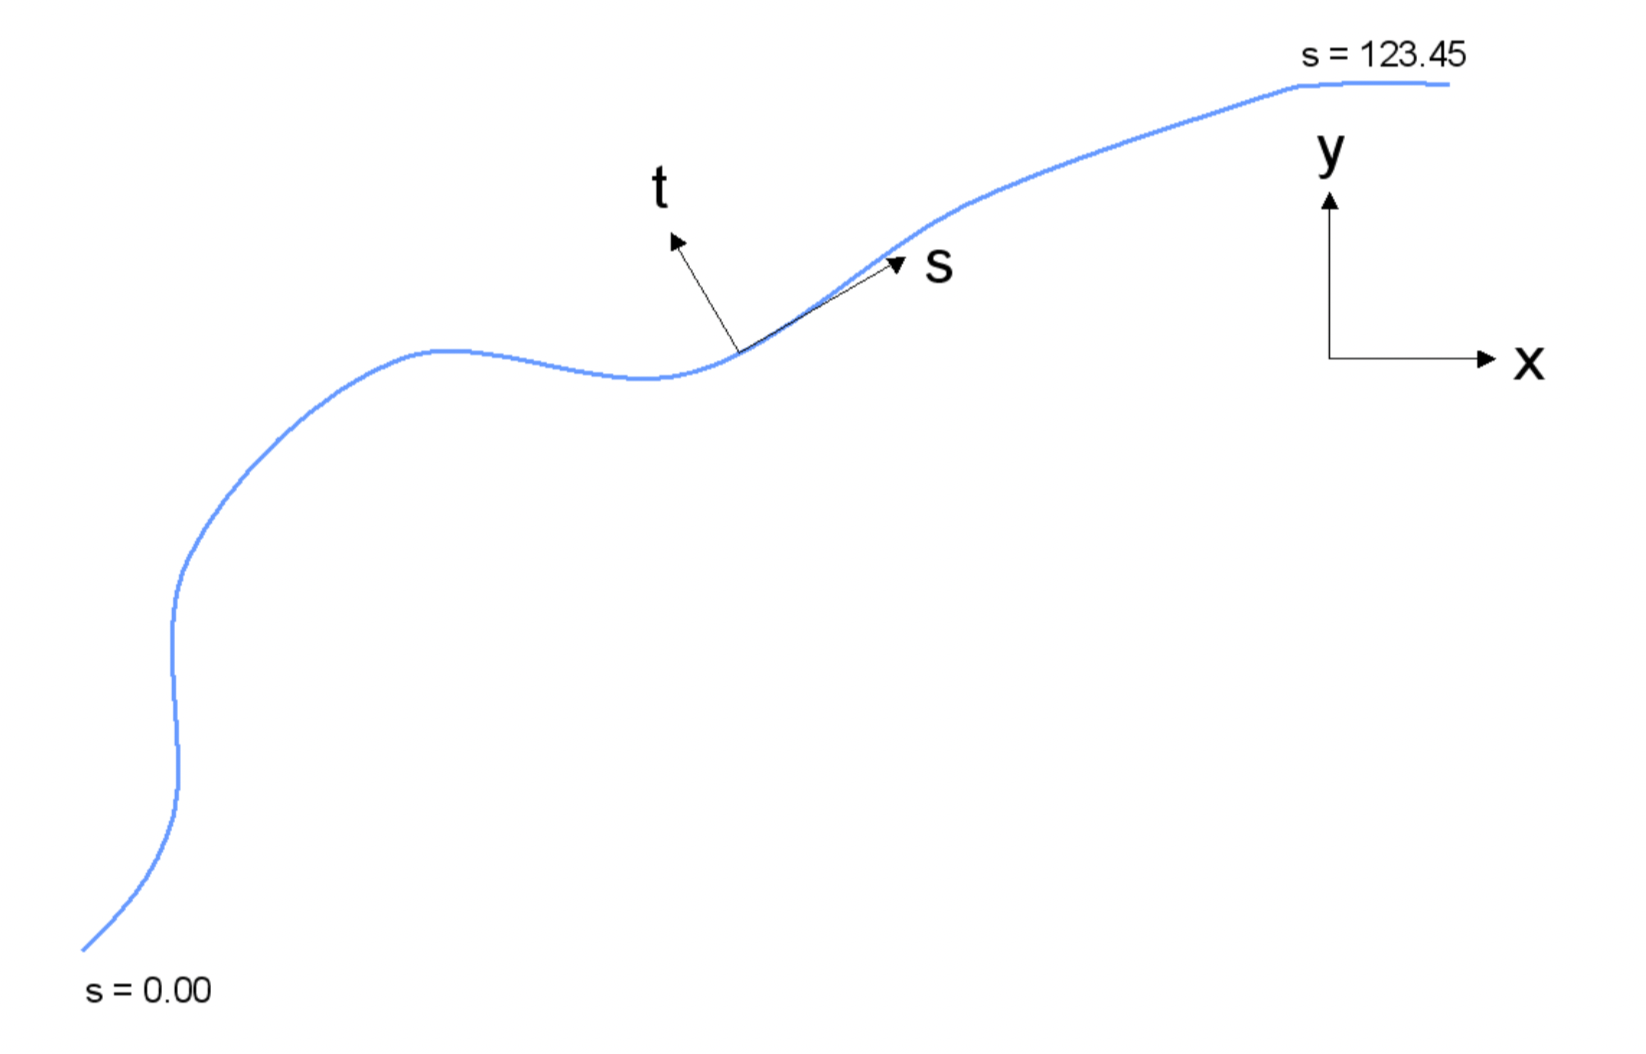 s = 123.45
y
t
s
x
s = 0.00